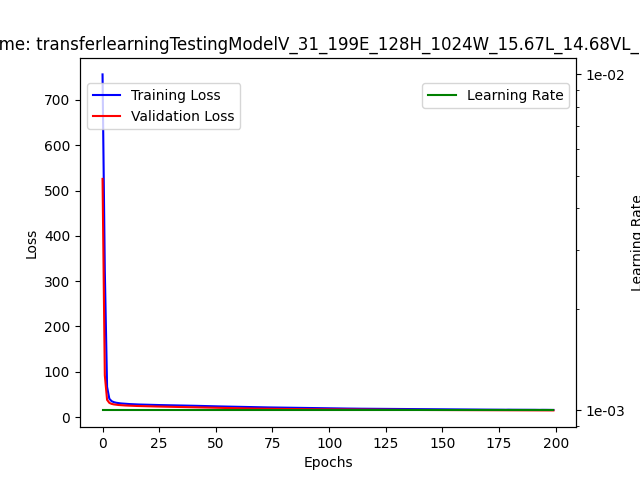 me: transferlearningTestingModelV_31_199E_128H_1024W_15.67L_14.68VL_
Training Loss
Validation Loss
Learning Rate
700
600
500
400
300
200
100
0
Loss
1e-02
1e-03
Learning Rate
0 25 50 75 100 125 150 175 200
Epochs